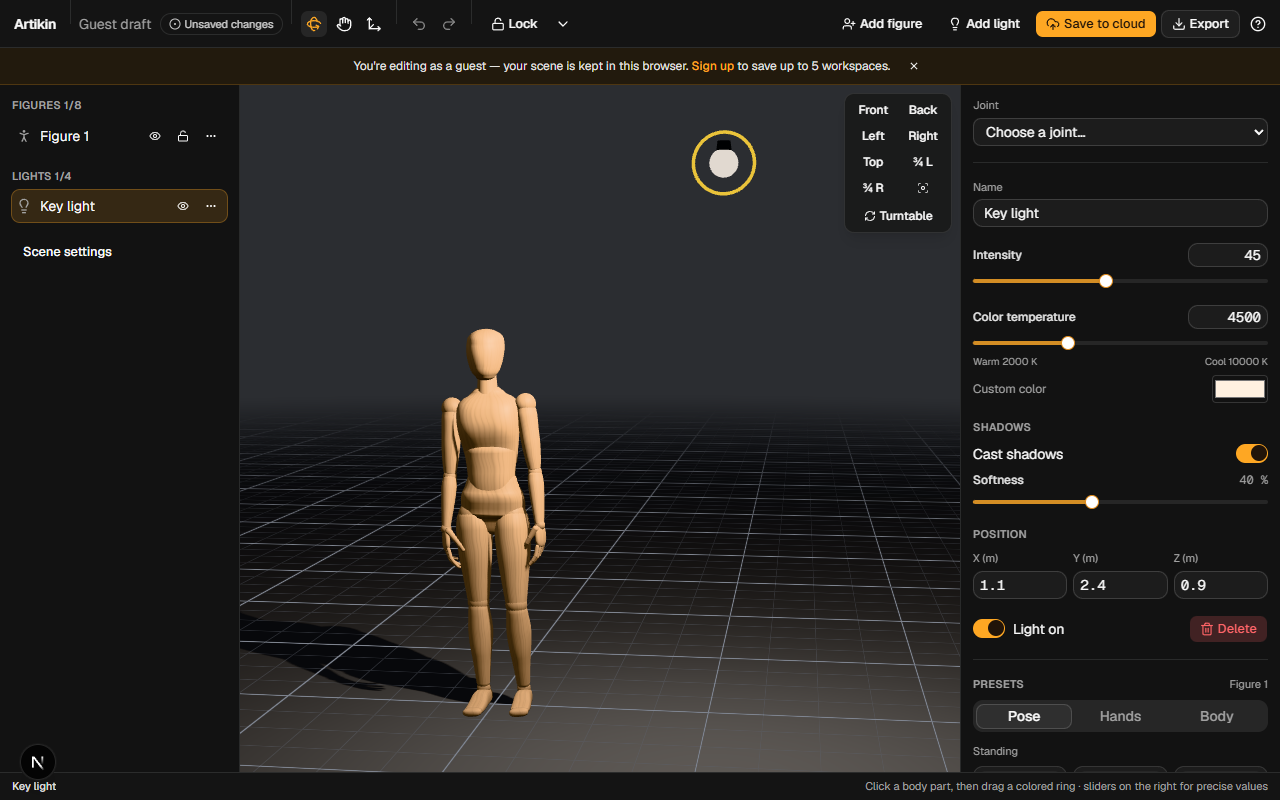 Artikin Guest draft Unsaved changes Lock Add figure Add light Save to cloud Export
You're editing as a guest — your scene is kept in this browser. Sign up to save up to 5 workspaces.
FIGURES 1/8
Figure 1
LIGHTS 1/4
Key light
Scene settings
Front Back
Left Right
Top ¾ L
¾ R
Turntable
Joint
Choose a joint...
Name
Key light
Intensity 45
Color temperature 4500
Warm 2000 K Cool 10000 K
Custom color
SHADOWS
Cast shadows
Softness 40 %
POSITION
X (m) Y (m) Z (m)
1.1 2.4 0.9
Light on Delete
PRESETS Figure 1
Pose Hands Body
Standing
N
Key light Click a body part, then drag a colored ring · sliders on the right for precise values